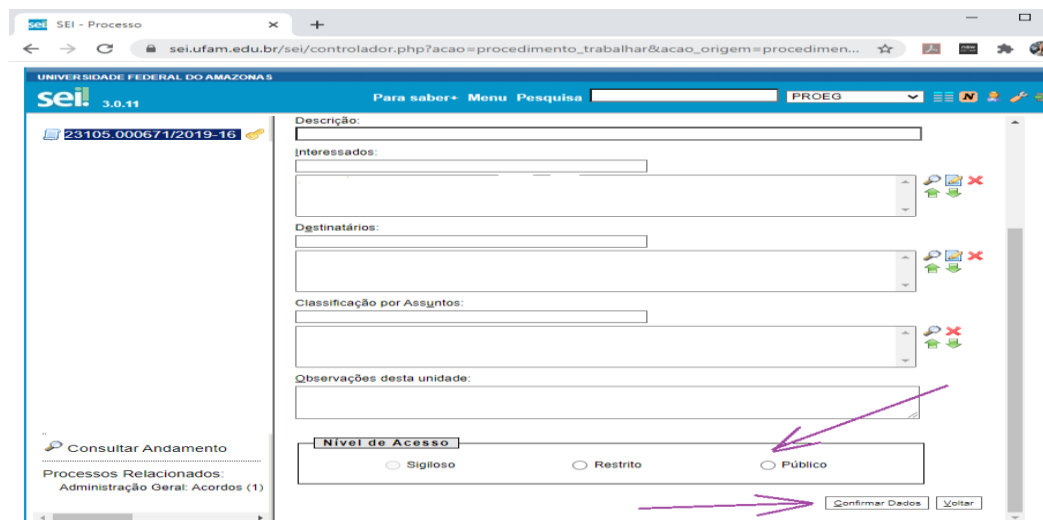 SEI - Processo
sei.ufam.edu.br/sei/controlador.php?acao=procedimento_trabalhar&acao_origem=procedimen...
UNIVERSIDADE FEDERAL DO AMAZONAS
sei! 3.0.11 Para saber+ Menu Pesquisa PROEG N
23105.000671/2019-16
Descrição:
Interessados:
Destinatários:
Classificação por Assuntos:
Observações desta unidade:
Consultar Andamento
Processos Relacionados:
Administração Geral: Acordos (1)
Nível de Acesso
Sigiloso Restrito Público
Confirmar Dados Voltar